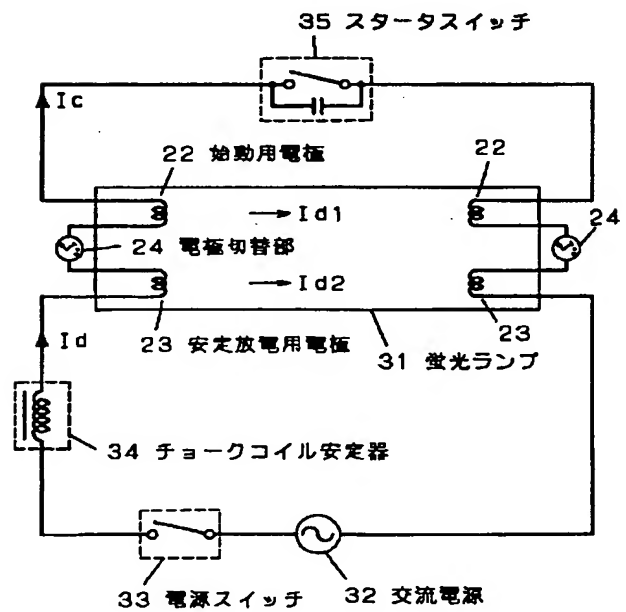 35 スタータスイッチ
Ic
22 始動用電極
22
Id1
24 電極切替部
24
Id2
23 安定放電用電極
23
31 蛍光ランプ
Id
34 チョークコイル安定器
33 電源スイッチ
32 交流電源